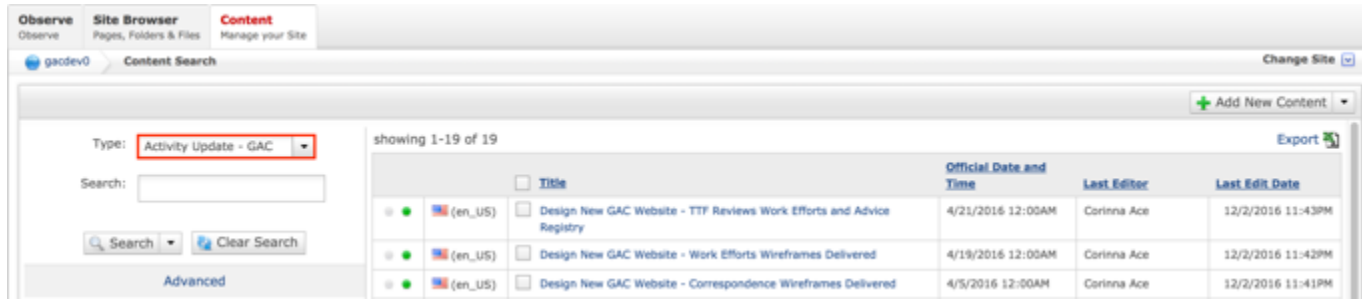 Observe Site Browser Content
Observe Pages, Folders & Files Manage your Site
gacdev0 Content Search Change Site
Add New Content
Type: Activity Update - GAC showing 1-19 of 19 Export
Search:
Official Date and
Title Time Last Editor Last Edit Date
(en_US) Design New GAC Website - TTF Reviews Work Efforts and Advice 4/21/2016 12:00AM Corinna Ace 12/2/2016 11:43PM
Registry
Search Clear Search
(en_US) Design New GAC Website - Work Efforts Wireframes Delivered 4/19/2016 12:00AM Corinna Ace 12/2/2016 11:42PM
Advanced
(en_US) Design New GAC Website - Correspondence Wireframes Delivered 4/5/2016 12:00AM Corinna Ace 12/2/2016 11:41PM